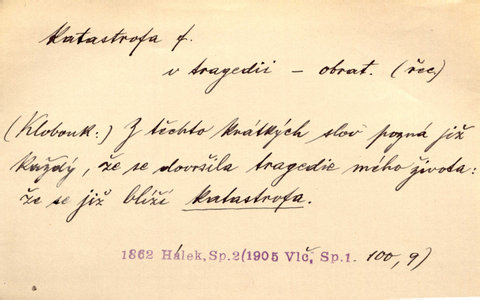 Katastrofa f.
v tragedii – obrat. (řec.)
(Klobouk:) Z těchto krátkých slov pozná již
každý, že se dovršila tragedie mého života:
že se již blíží katastrofa.
1862 Hálek, Sp.2(1905 Vlč, Sp.1. 100, 9)